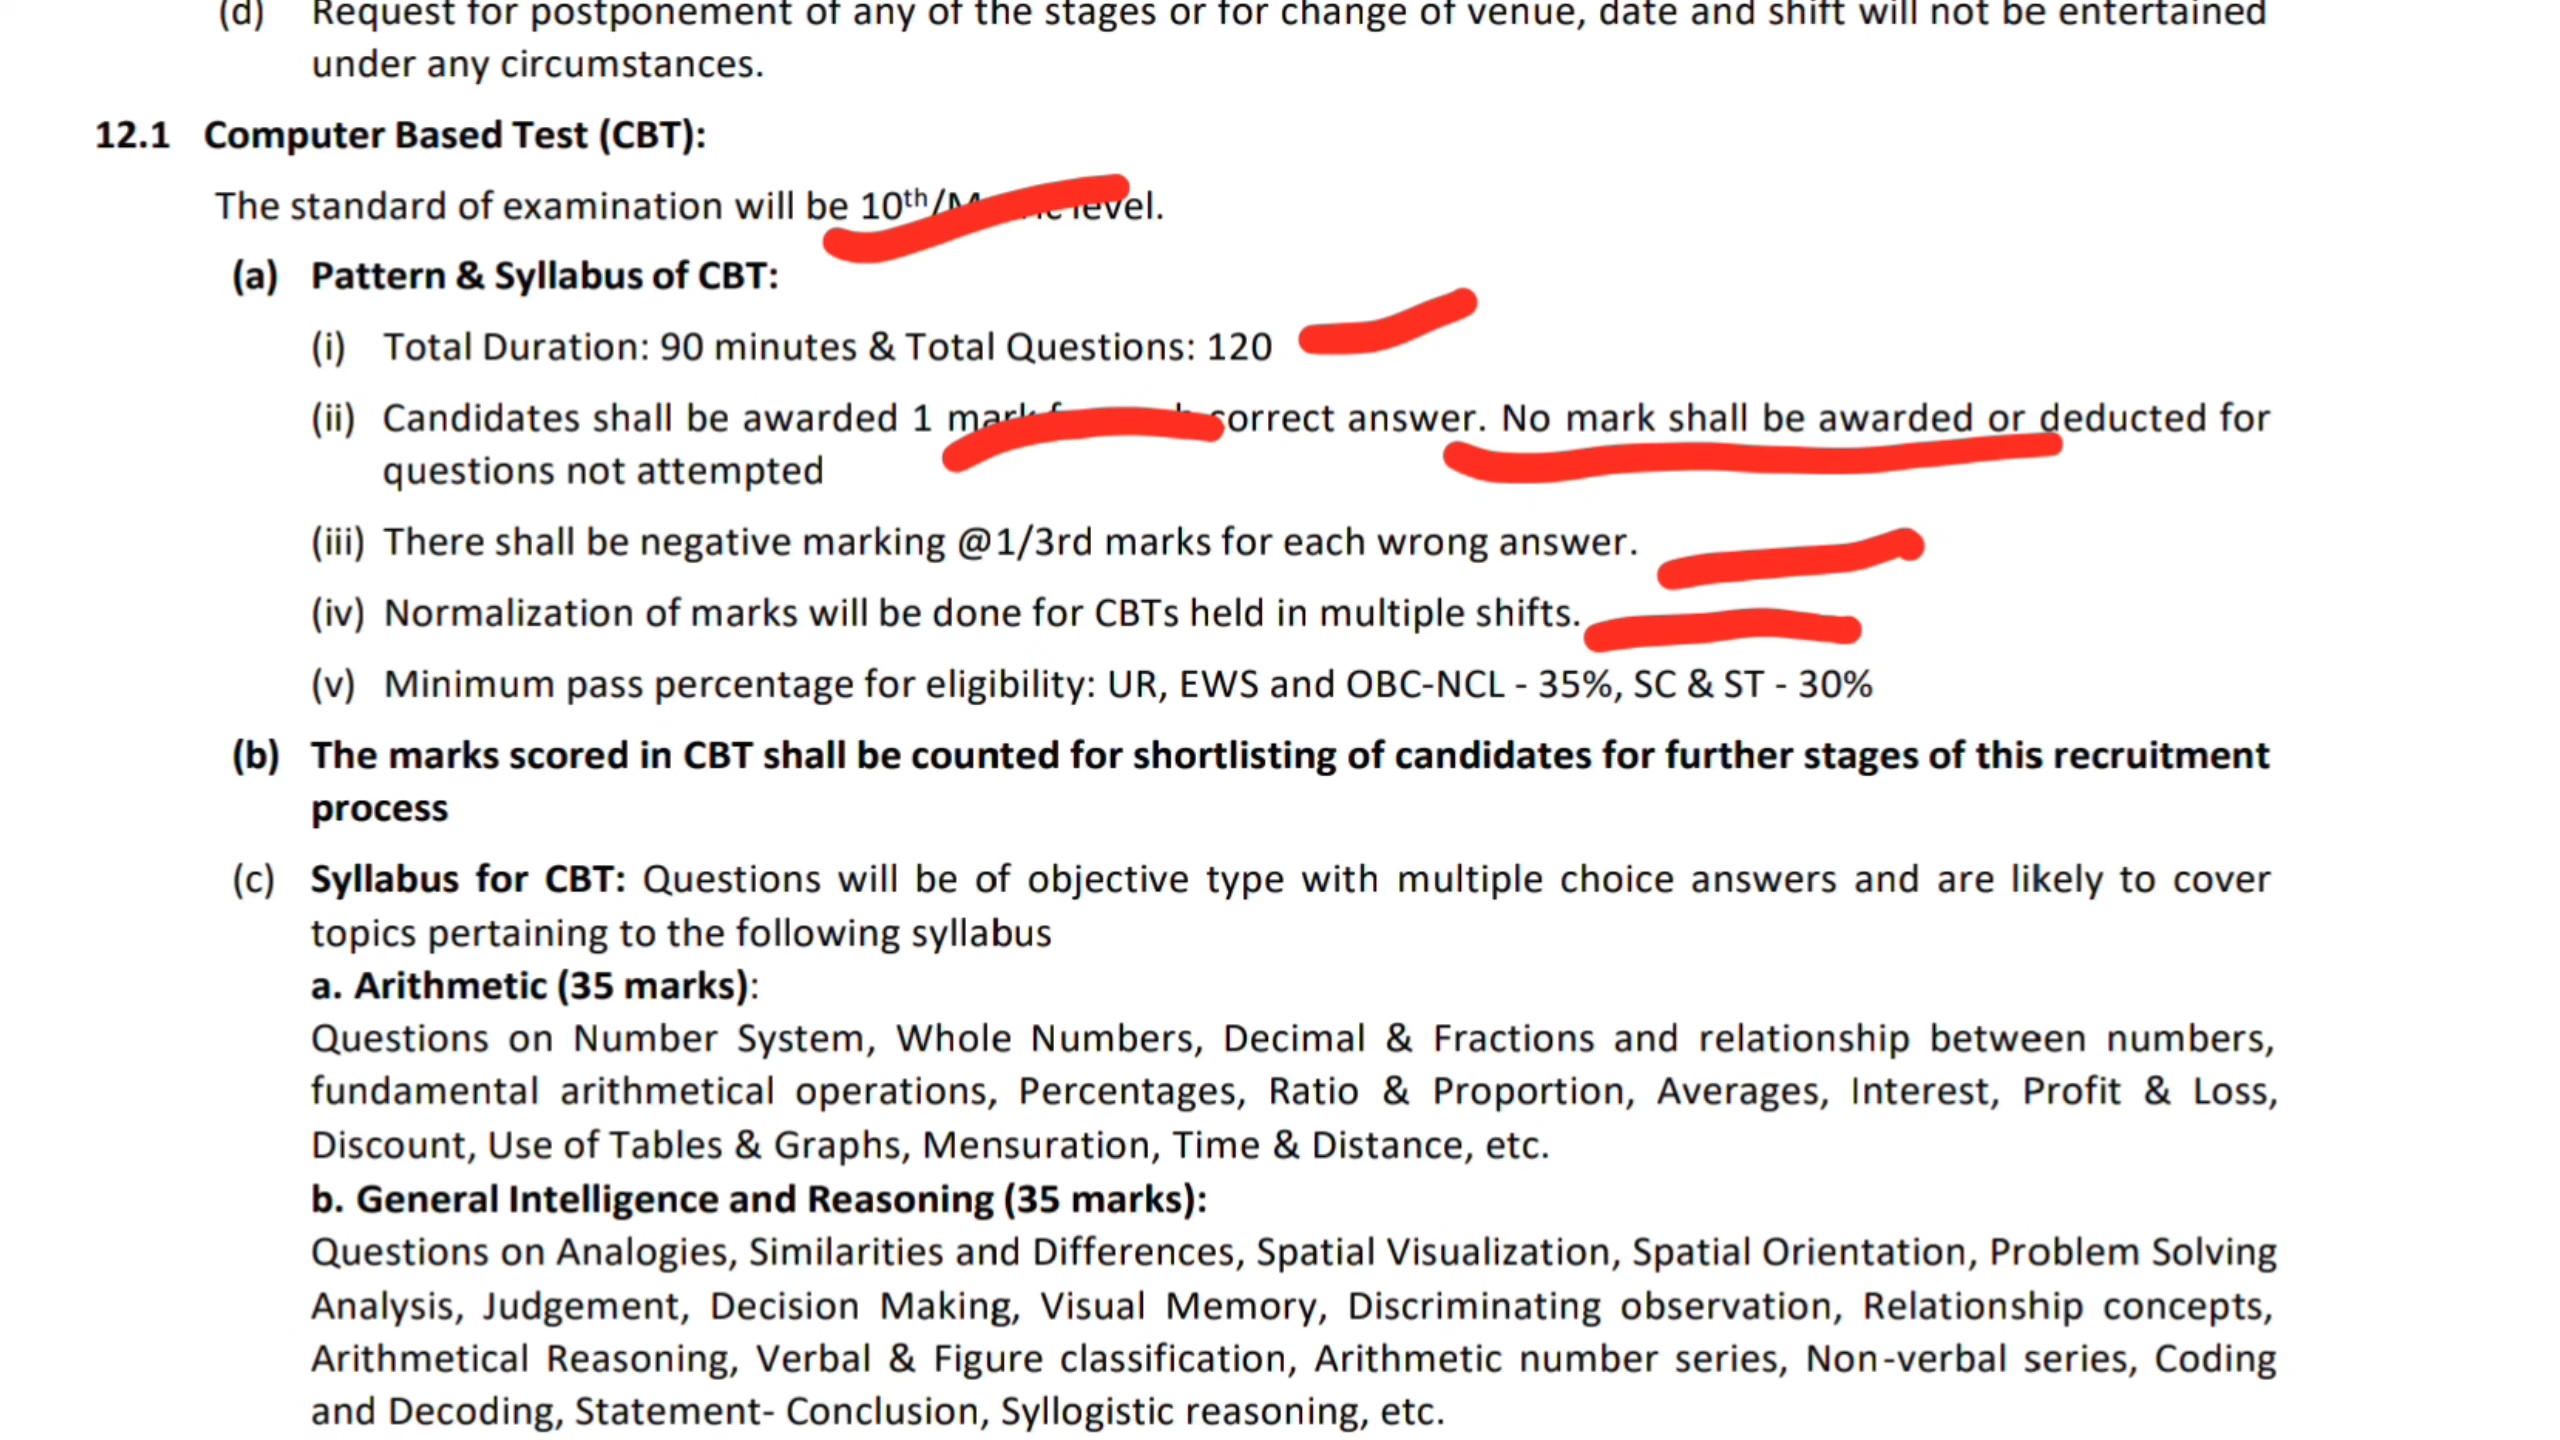 (d) Request for postponement of any of the stages or for change of venue, date and shift will not be entertained
under any circumstances.
12.1 Computer Based Test (CBT):
The standard of examination will be 10th/ level.
(a) Pattern & Syllabus of CBT:
(i) Total Duration: 90 minutes & Total Questions: 120
(ii) Candidates shall be awarded 1 mark correct answer. No mark shall be awarded or deducted for
questions not attempted
(iii) There shall be negative marking @1/3rd marks for each wrong answer.
(iv) Normalization of marks will be done for CBTs held in multiple shifts.
(v) Minimum pass percentage for eligibility: UR, EWS and OBC-NCL - 35%, SC & ST - 30%
(b) The marks scored in CBT shall be counted for shortlisting of candidates for further stages of this recruitment
process
(c) Syllabus for CBT: Questions will be of objective type with multiple choice answers and are likely to cover
topics pertaining to the following syllabus
a. Arithmetic (35 marks):
Questions on Number System, Whole Numbers, Decimal & Fractions and relationship between numbers,
fundamental arithmetical operations, Percentages, Ratio & Proportion, Averages, Interest, Profit & Loss,
Discount, Use of Tables & Graphs, Mensuration, Time & Distance, etc.
b. General Intelligence and Reasoning (35 marks):
Questions on Analogies, Similarities and Differences, Spatial Visualization, Spatial Orientation, Problem Solving
Analysis, Judgement, Decision Making, Visual Memory, Discriminating observation, Relationship concepts,
Arithmetical Reasoning, Verbal & Figure classification, Arithmetic number series, Non-verbal series, Coding
and Decoding, Statement- Conclusion, Syllogistic reasoning, etc.